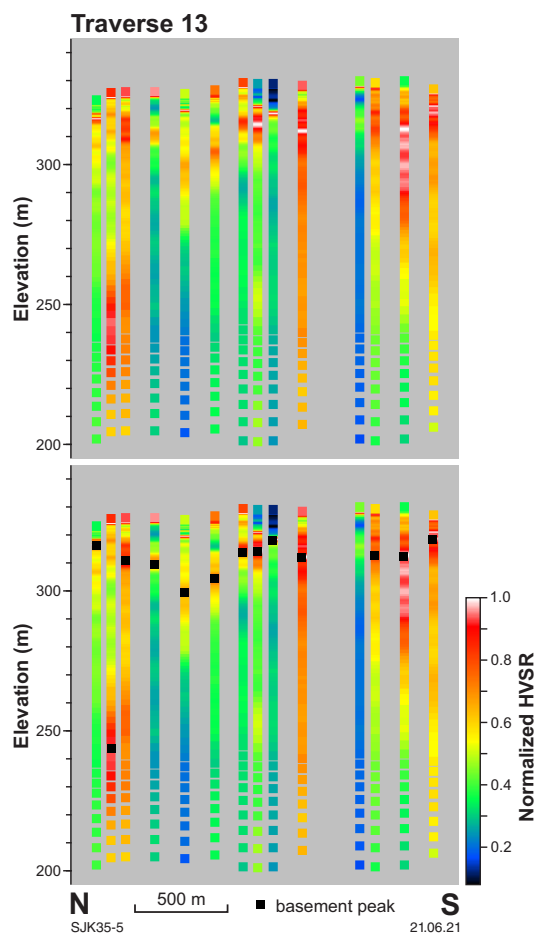 Traverse 13
Elevation (m)
300
250
200
Elevation (m)
300
250
200
Normalized HVSR
1.0
0.8
0.6
0.4
0.2
N
500 m
basement peak
S
SJK35-5
21.06.21